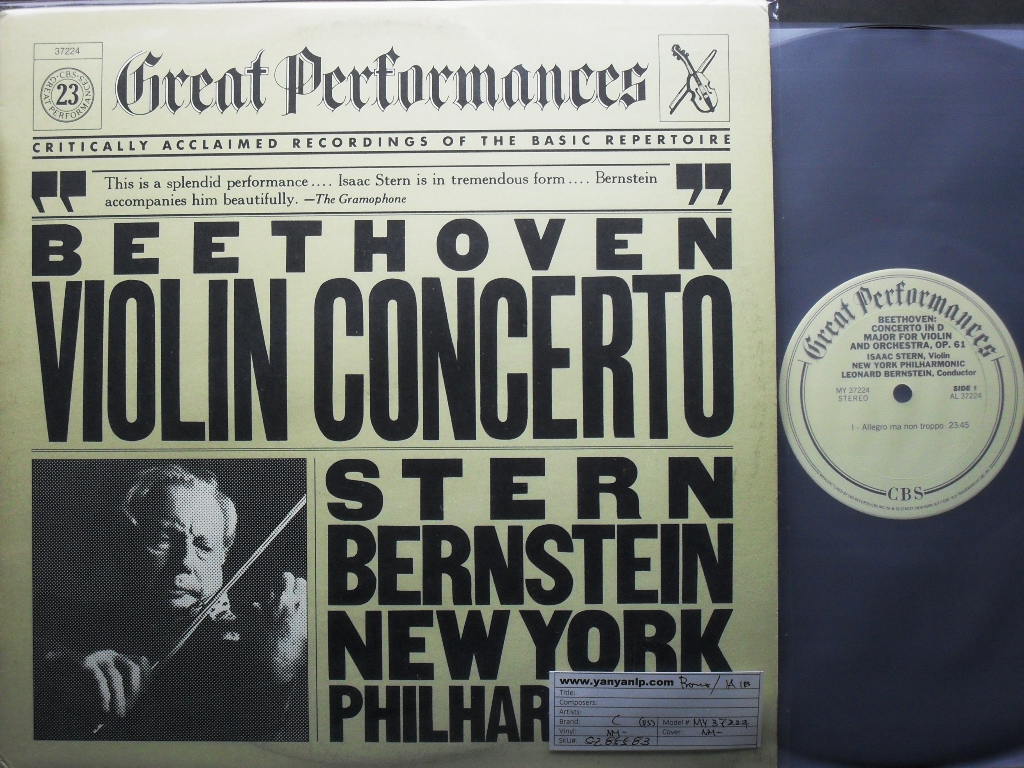 37224
CBS
GREAT PERFORMANCES
23
Great Performances
CRITICALLY ACCLAIMED RECORDINGS OF THE BASIC REPERTOIRE
"This is a splendid performance.... Isaac Stern is in tremendous form.... Bernstein
accompanies him beautifully. —The Gramophone"
BEETHOVEN
VIOLIN CONCERTO
STERN
BERNSTEIN
NEW YORK
PHILHAR
www.yanyanlp.com
Title:
Composers:
Artists:
Brand: C Model# MY 37224
Vinyl: NM- Cover: NM-
SKU#:
Great Performances
BEETHOVEN:
CONCERTO IN D
MAJOR FOR VIOLIN
AND ORCHESTRA, OP. 61
ISAAC STERN, Violin
NEW YORK PHILHARMONIC
LEONARD BERNSTEIN, Conductor
MY 37224 SIDE 1
STEREO AL 37224
I - Allegro ma non troppo 23:45
CBS